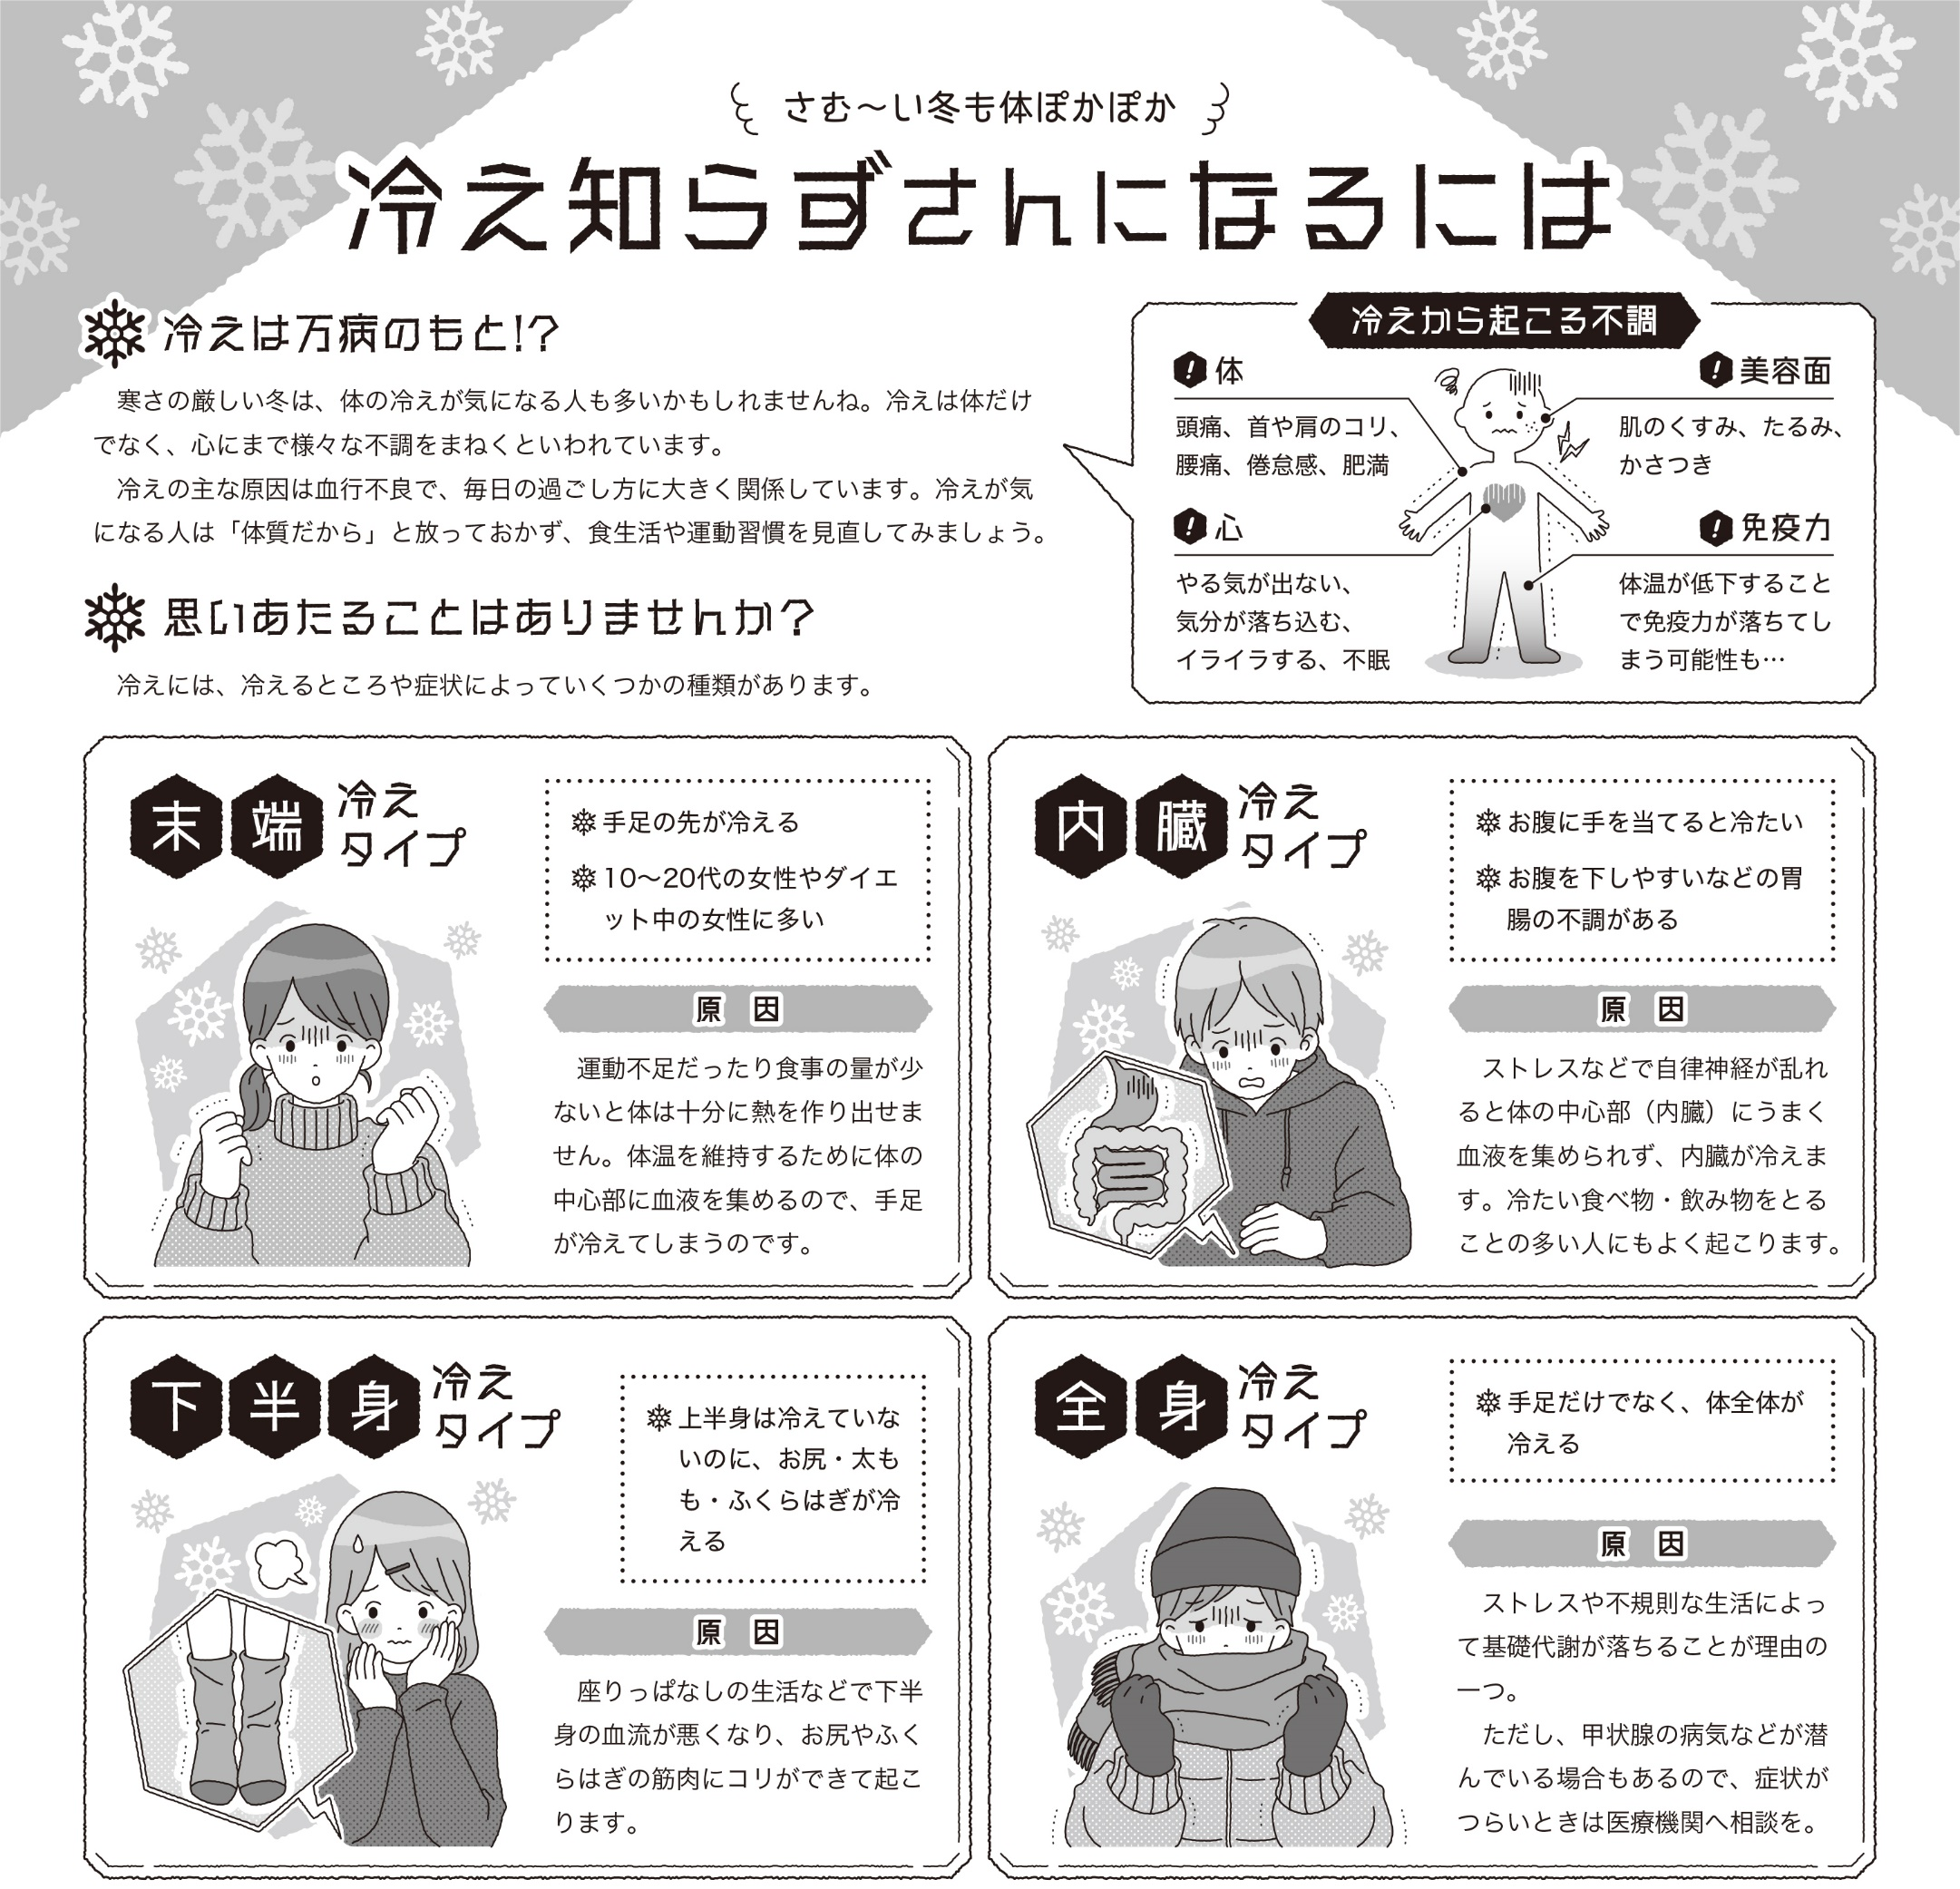 さむ〜い冬も体ぽかぽか
冷え知らずさんになるには
冷えは万病のもと!?
寒さの厳しい冬は、体の冷えが気になる人も多いかもしれませんね。冷えは体だけ
でなく、心にまで様々な不調をまねくといわれています。
冷えの主な原因は血行不良で、毎日の過ごし方に大きく関係しています。冷えが気
になる人は「体質だから」と放っておかず、食生活や運動習慣を見直してみましょう。
冷えから起こる不調
体
頭痛、首や肩のコリ、
腰痛、倦怠感、肥満
美容面
肌のくすみ、たるみ、
かさつき
心
やる気が出ない、
気分が落ち込む、
イライラする、不眠
免疫力
体温が低下すること
で免疫力が落ちてし
まう可能性も…
思いあたることはありませんか？
冷えには、冷えるところや症状によっていくつかの種類があります。
末端冷え
タイプ
手足の先が冷える
10〜20代の女性やダイエ
ット中の女性に多い
原因
運動不足だったり食事の量が少
ないと体は十分に熱を作り出せま
せん。体温を維持するために体の
中心部に血液を集めるので、手足
が冷えてしまうのです。
内臓冷え
タイプ
お腹に手を当てると冷たい
お腹を下しやすいなどの胃
腸の不調がある
原因
ストレスなどで自律神経が乱れ
ると体の中心部（内臓）にうまく
血液を集められず、内臓が冷えま
す。冷たい食べ物・飲み物をとる
ことの多い人にもよく起こります。
下半身冷え
タイプ
上半身は冷えていな
いのに、お尻・太も
も・ふくらはぎが冷
える
原因
座りっぱなしの生活などで下半
身の血流が悪くなり、お尻やふく
らはぎの筋肉にコリができて起こ
ります。
全身冷え
タイプ
手足だけでなく、体全体が
冷える
原因
ストレスや不規則な生活によっ
て基礎代謝が落ちることが理由の
一つ。
ただし、甲状腺の病気などが潜
んでいる場合もあるので、症状が
つらいときは医療機関へ相談を。